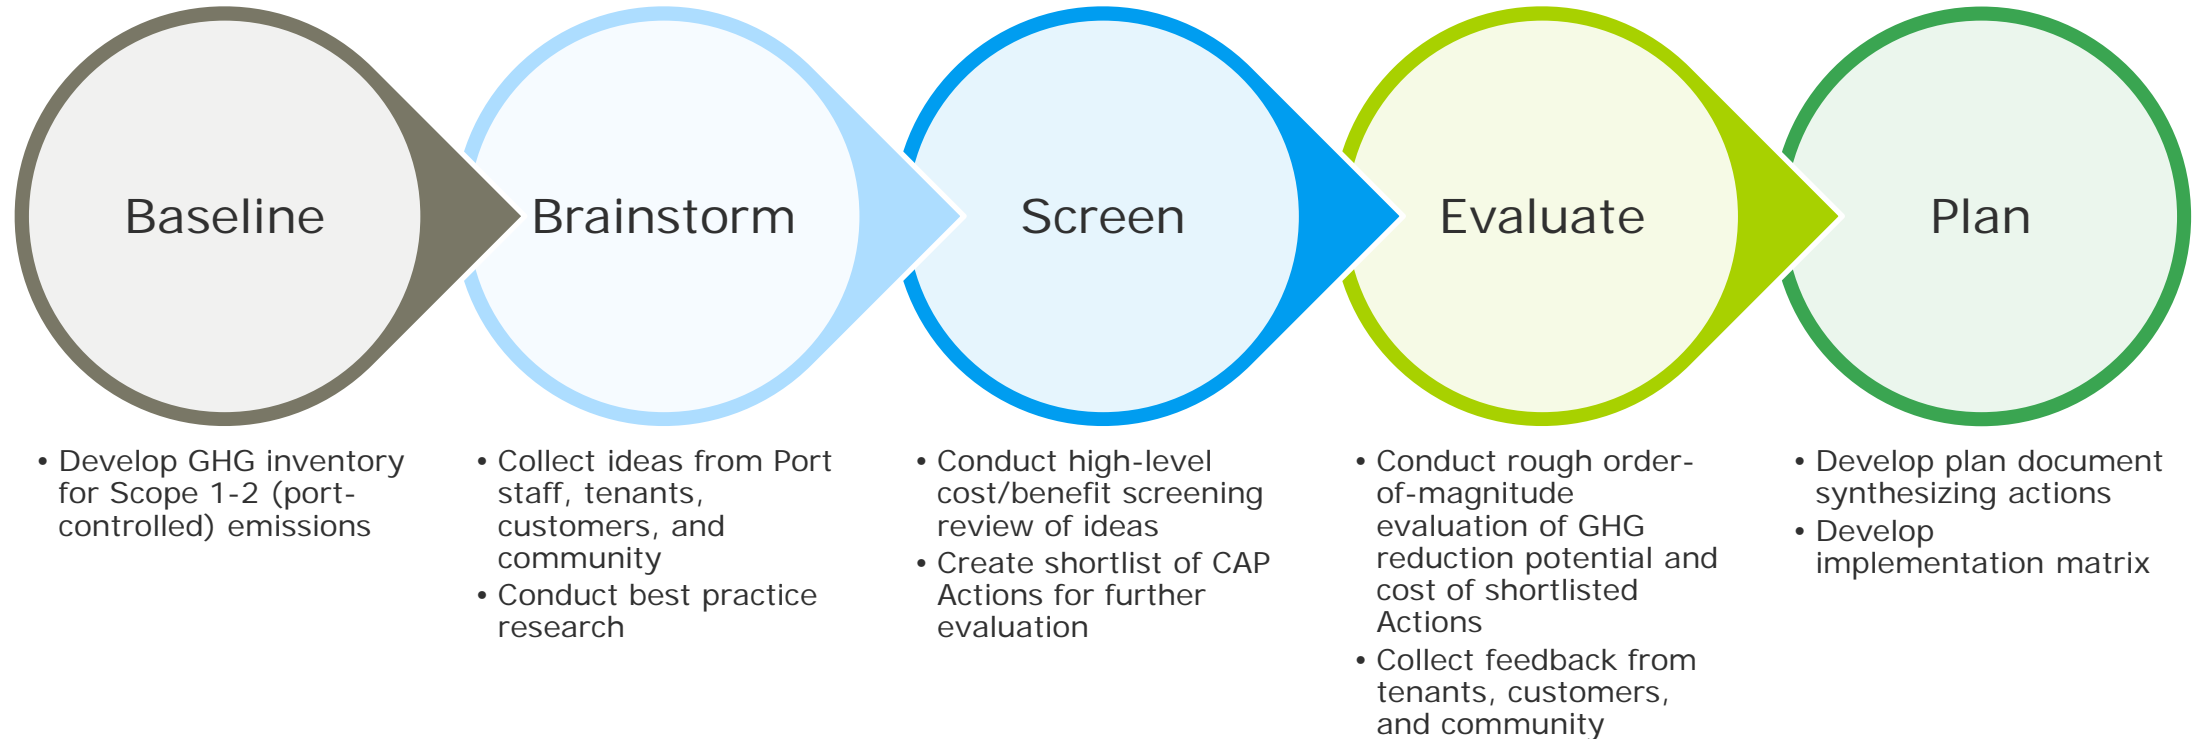 Baseline
Brainstorm
Screen
Evaluate
Plan
• Develop GHG inventory
for Scope 1-2 (port-
controlled) emissions
• Collect ideas from Port
staff, tenants,
customers, and
community
• Conduct best practice
research
• Conduct high-level
cost/benefit screening
review of ideas
• Create shortlist of CAP
Actions for further
evaluation
• Conduct rough order-
of-magnitude
evaluation of GHG
reduction potential and
cost of shortlisted
Actions
• Collect feedback from
tenants, customers,
and community
• Develop plan document
synthesizing actions
• Develop
implementation matrix